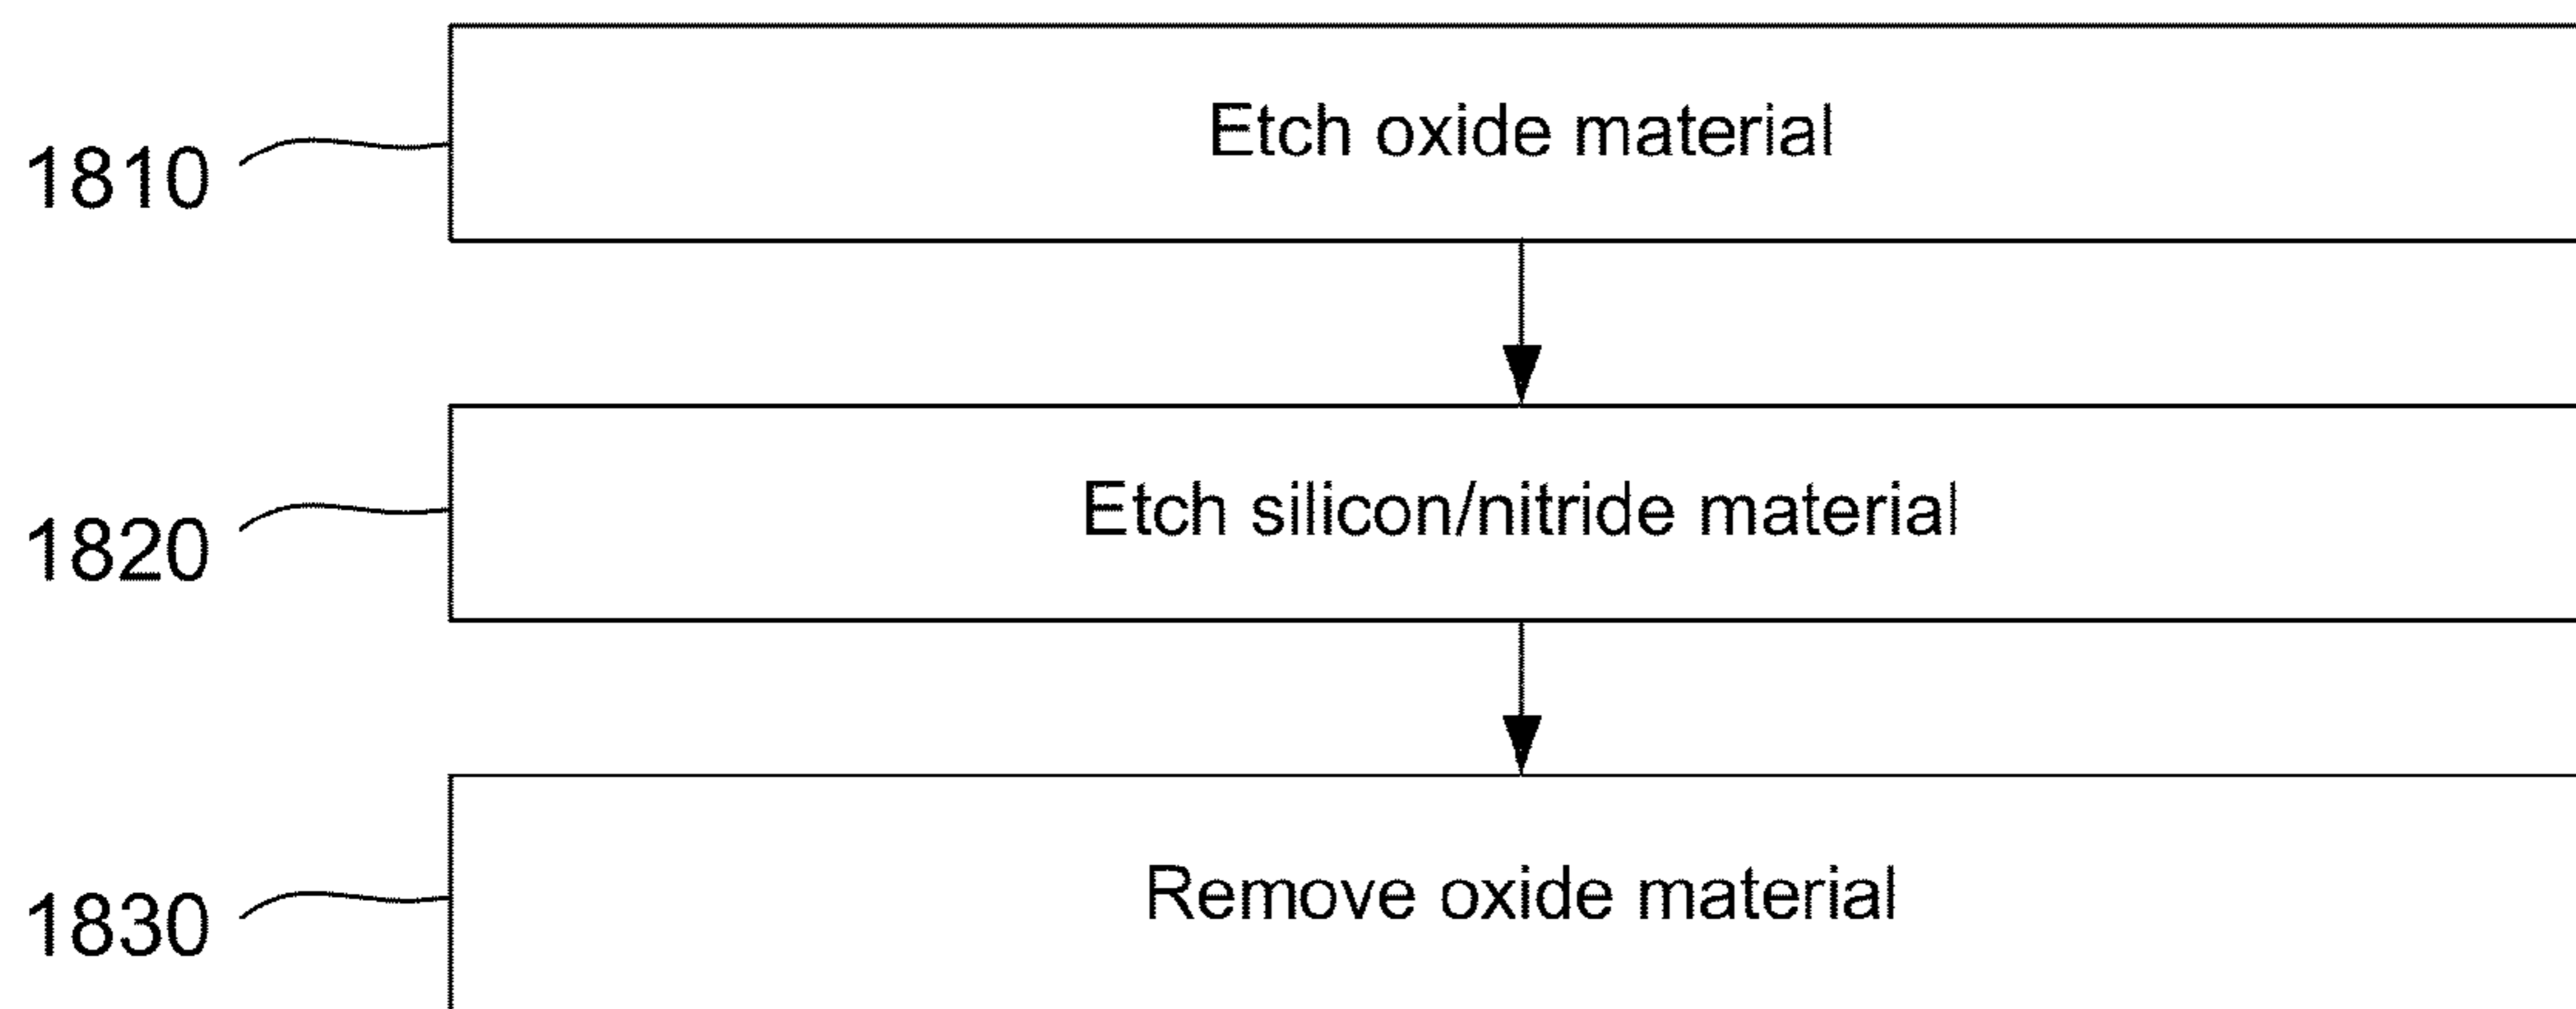 Etch oxide material
1810
Etch silicon/nitride material
1820
Remove oxide material
1830